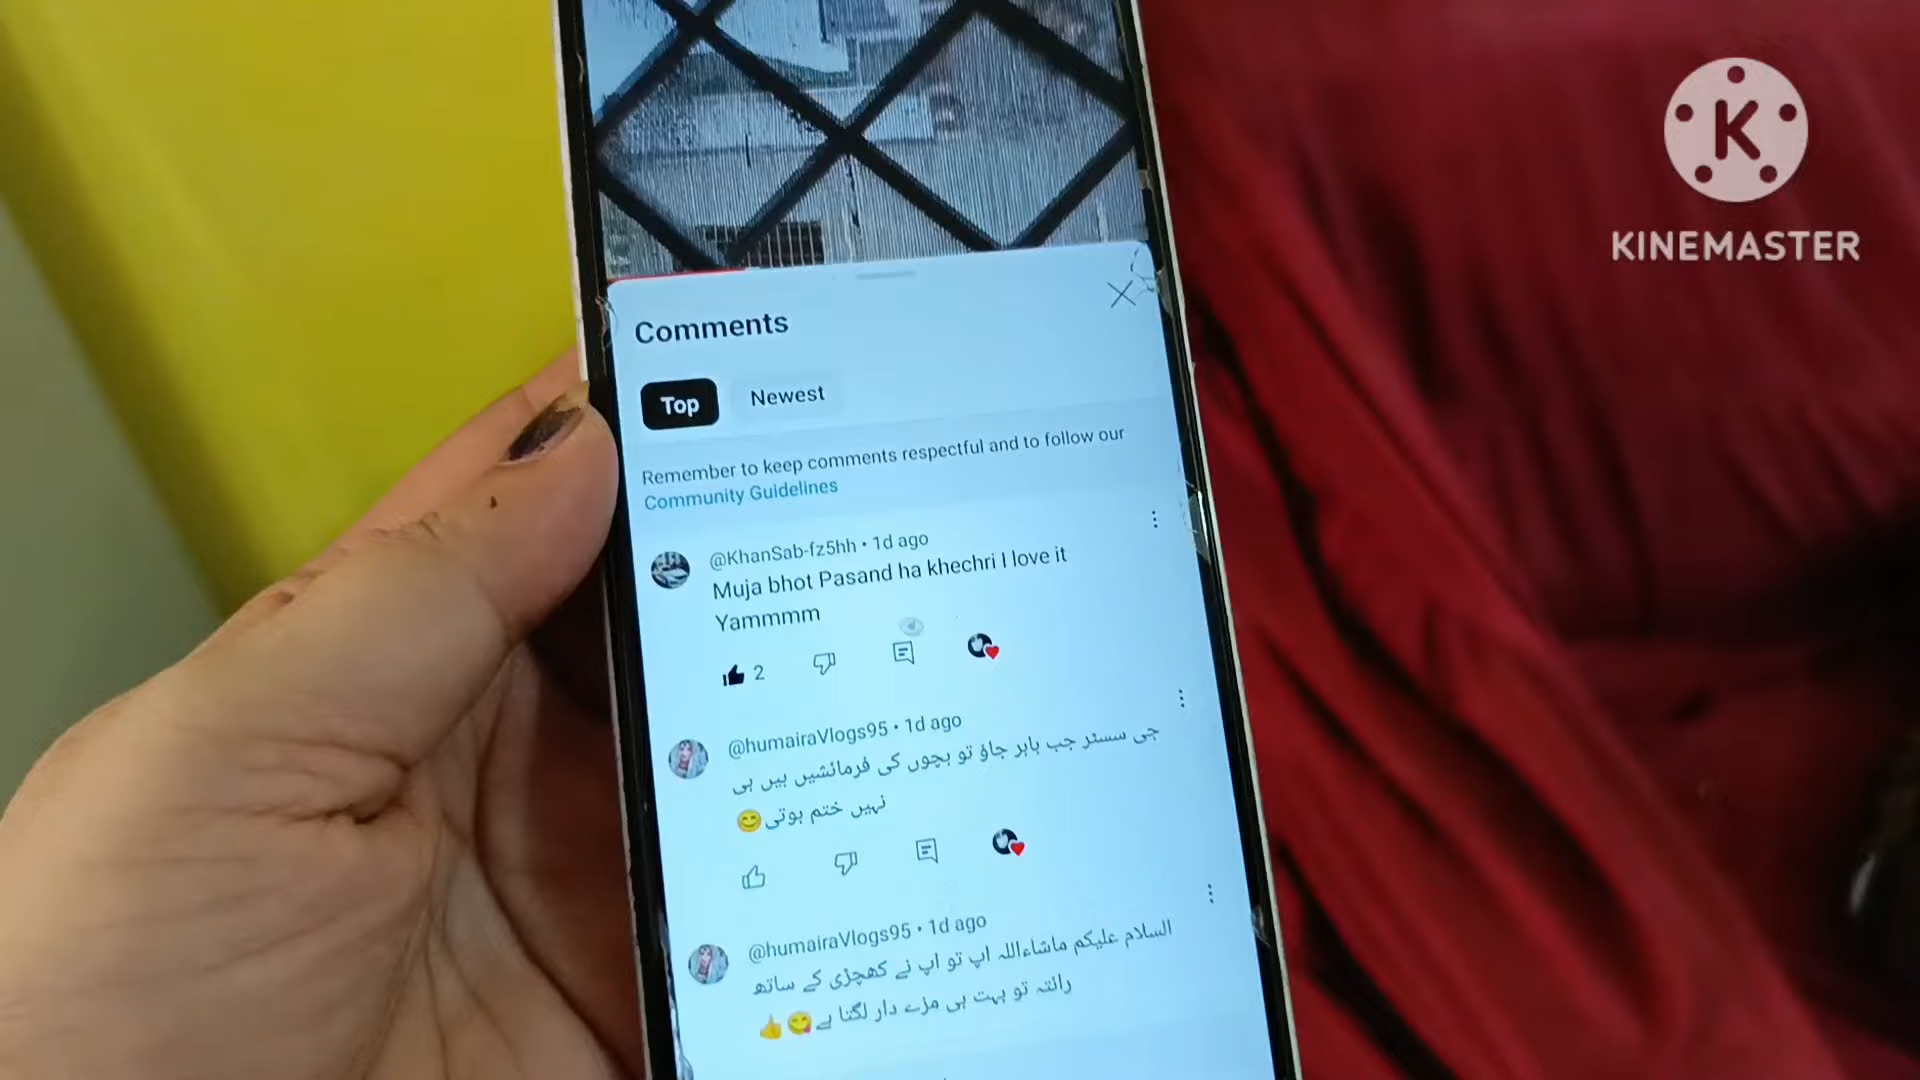 K
KINEMASTER
Comments
Top
Newest
Remember to keep comments respectful and to follow our
Community Guidelines
@KhanSab-fz5hh • 1d ago
Muja bhot Pasand ha khechri I love it
Yammmm
2
@humairaVlogs95 • 1d ago
جی سسٹر جب باہر جاؤ تو بچوں کی فرمائشیں ہیں ہی
نہیں ختم ہوتی😊
@humairaVlogs95 • 1d ago
السلام علیکم ماشاءاللہ اپ تو اپ نے کھچڑی کے ساتھ
رائتہ تو بہت ہی مزے دار لگتا ہے😋👍